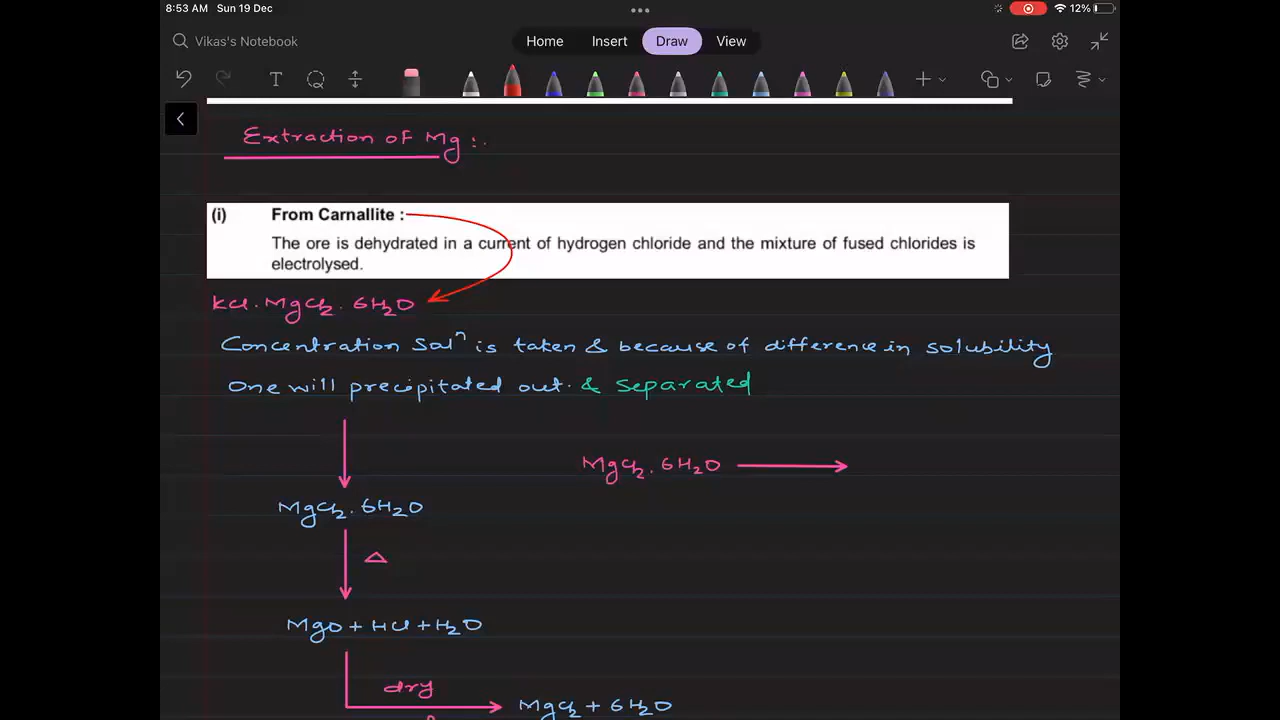 8:53 AM Sun 19 Dec
12%
Vikas's Notebook
Home Insert Draw View
Extraction of Mg :.
(i) From Carnallite :
The ore is dehydrated in a current of hydrogen chloride and the mixture of fused chlorides is
electrolysed.
KCl. MgCl2. 6H2O
Concentration Solⁿ is taken & because of difference in solubility
One will precipitated out. & separated
MgCl2. 6H2O
MgCl2. 6H2O
Δ
MgO + HCl + H2O
dry
MgCl2 + 6H2O